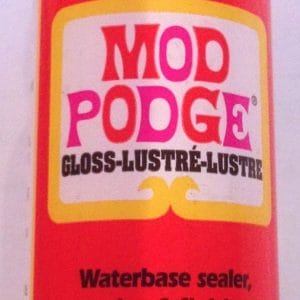 MOD
PODGE®
GLOSS-LUSTRÉ-LUSTRE
Waterbase sealer,